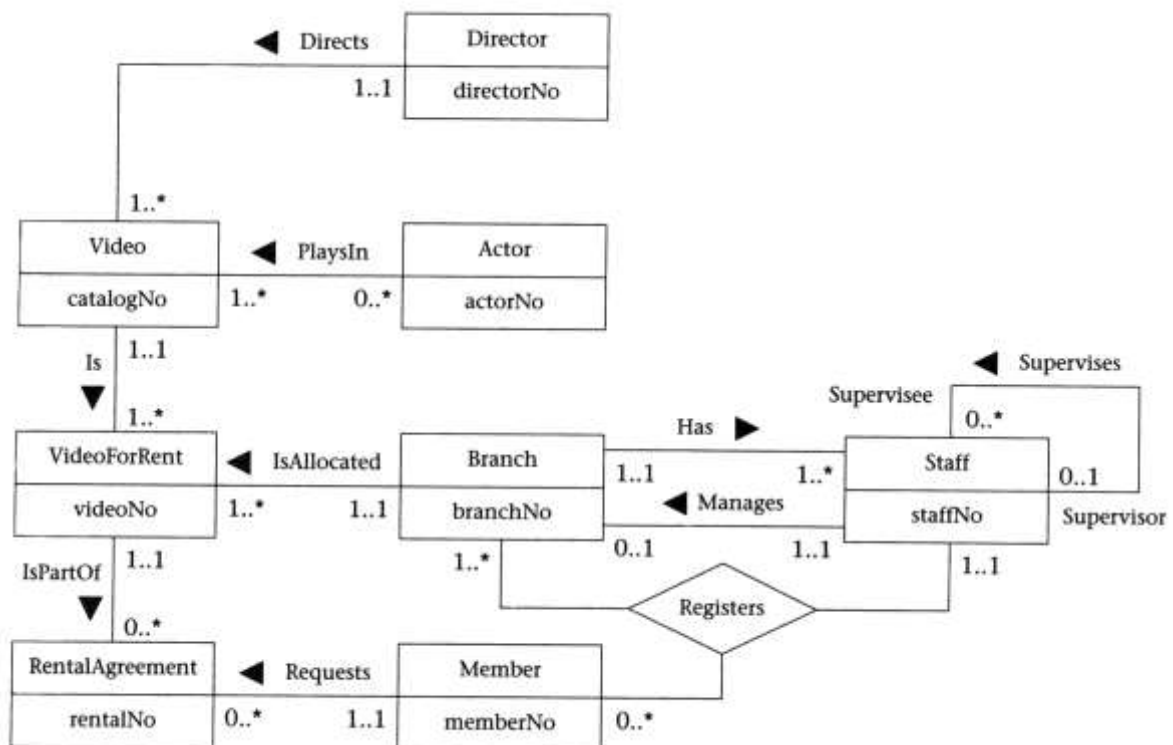 Directs
Director
1..1
directorNo
1..*
Video
PlaysIn
Actor
catalogNo
1..*
0..*
actorNo
1..1
Is
Supervises
Supervisee
1..*
0..*
Has
VideoForRent
IsAllocated
Branch
1..1
1..*
Staff
0..1
videoNo
1..*
1..1
branchNo
Manages
staffNo
Supervisor
1..1
1..*
0..1
1..1
1..1
IsPartOf
Registers
0..*
RentalAgreement
Requests
Member
rentalNo
0..*
1..1
memberNo
0..*